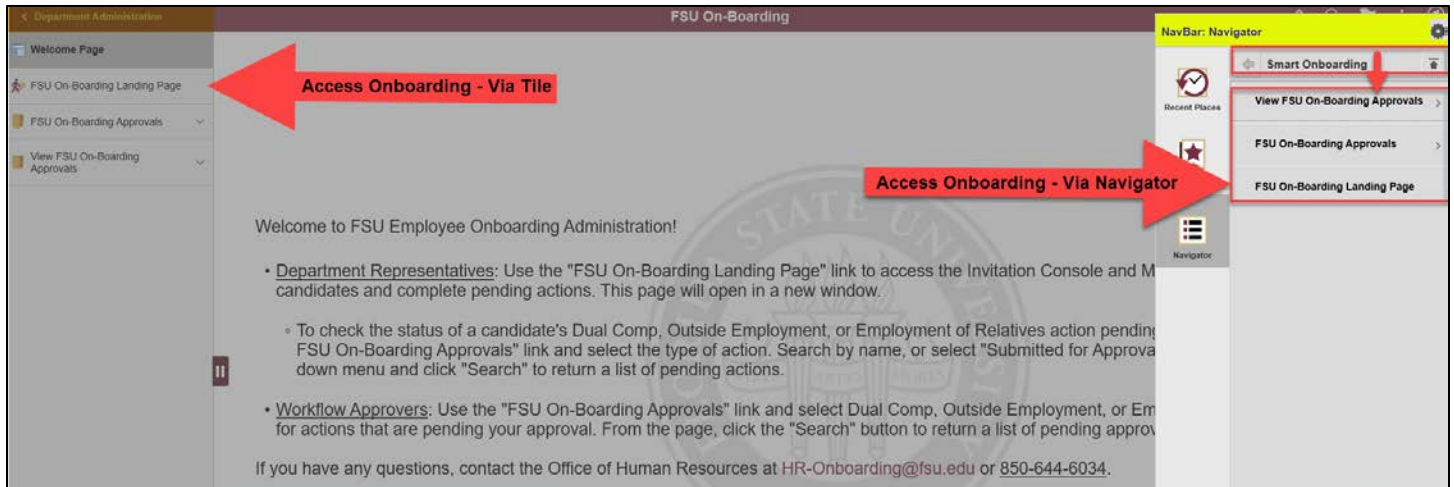 Department Administration
FSU On-Boarding
Welcome Page
FSU On-Boarding Landing Page
FSU On-Boarding Approvals
View FSU On-Boarding
Approvals
Access Onboarding - Via Tile
Welcome to FSU Employee Onboarding Administration!
• Department Representatives: Use the "FSU On-Boarding Landing Page" link to access the Invitation Console and M
candidates and complete pending actions. This page will open in a new window.
◦ To check the status of a candidate's Dual Comp, Outside Employment, or Employment of Relatives action pending
FSU On-Boarding Approvals" link and select the type of action. Search by name, or select "Submitted for Approva
down menu and click "Search" to return a list of pending actions.
• Workflow Approvers: Use the "FSU On-Boarding Approvals" link and select Dual Comp, Outside Employment, or Em
for actions that are pending your approval. From the page, click the "Search" button to return a list of pending approv
If you have any questions, contact the Office of Human Resources at HR-Onboarding@fsu.edu or 850-644-6034.
Access Onboarding - Via Navigator
NavBar: Navigator
Recent Places
Navigator
Smart Onboarding
View FSU On-Boarding Approvals
FSU On-Boarding Approvals
FSU On-Boarding Landing Page
STATE UNIVERSITY